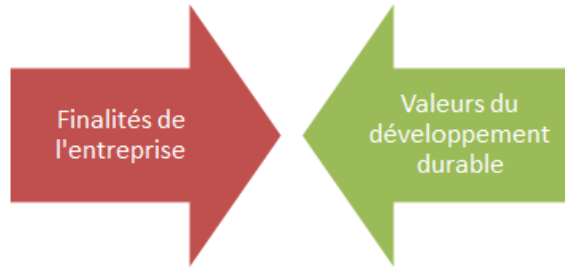 Finalités de
l'entreprise
Valeurs du
développement
durable